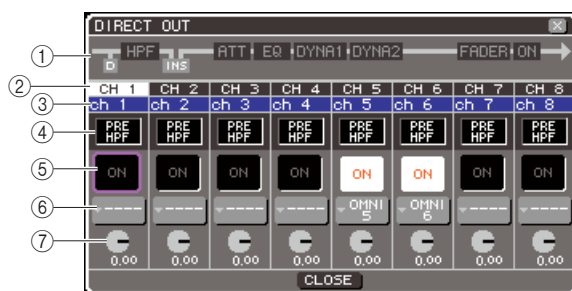 DIRECT OUT
① HPF ATT EQ DYNA1 DYNA2 FADER ON
D INS
② CH 1 CH 2 CH 3 CH 4 CH 5 CH 6 CH 7 CH 8
③ ch 1 ch 2 ch 3 ch 4 ch 5 ch 6 ch 7 ch 8
④ PRE PRE PRE PRE PRE PRE PRE PRE
HPF HPF HPF HPF HPF HPF HPF HPF
⑤ ON ON ON ON ON ON ON ON
⑥ ---- ---- ---- ---- OMNI OMNI ---- ----
5 6
⑦
0.00 0.00 0.00 0.00 0.00 0.00 0.00 0.00
CLOSE